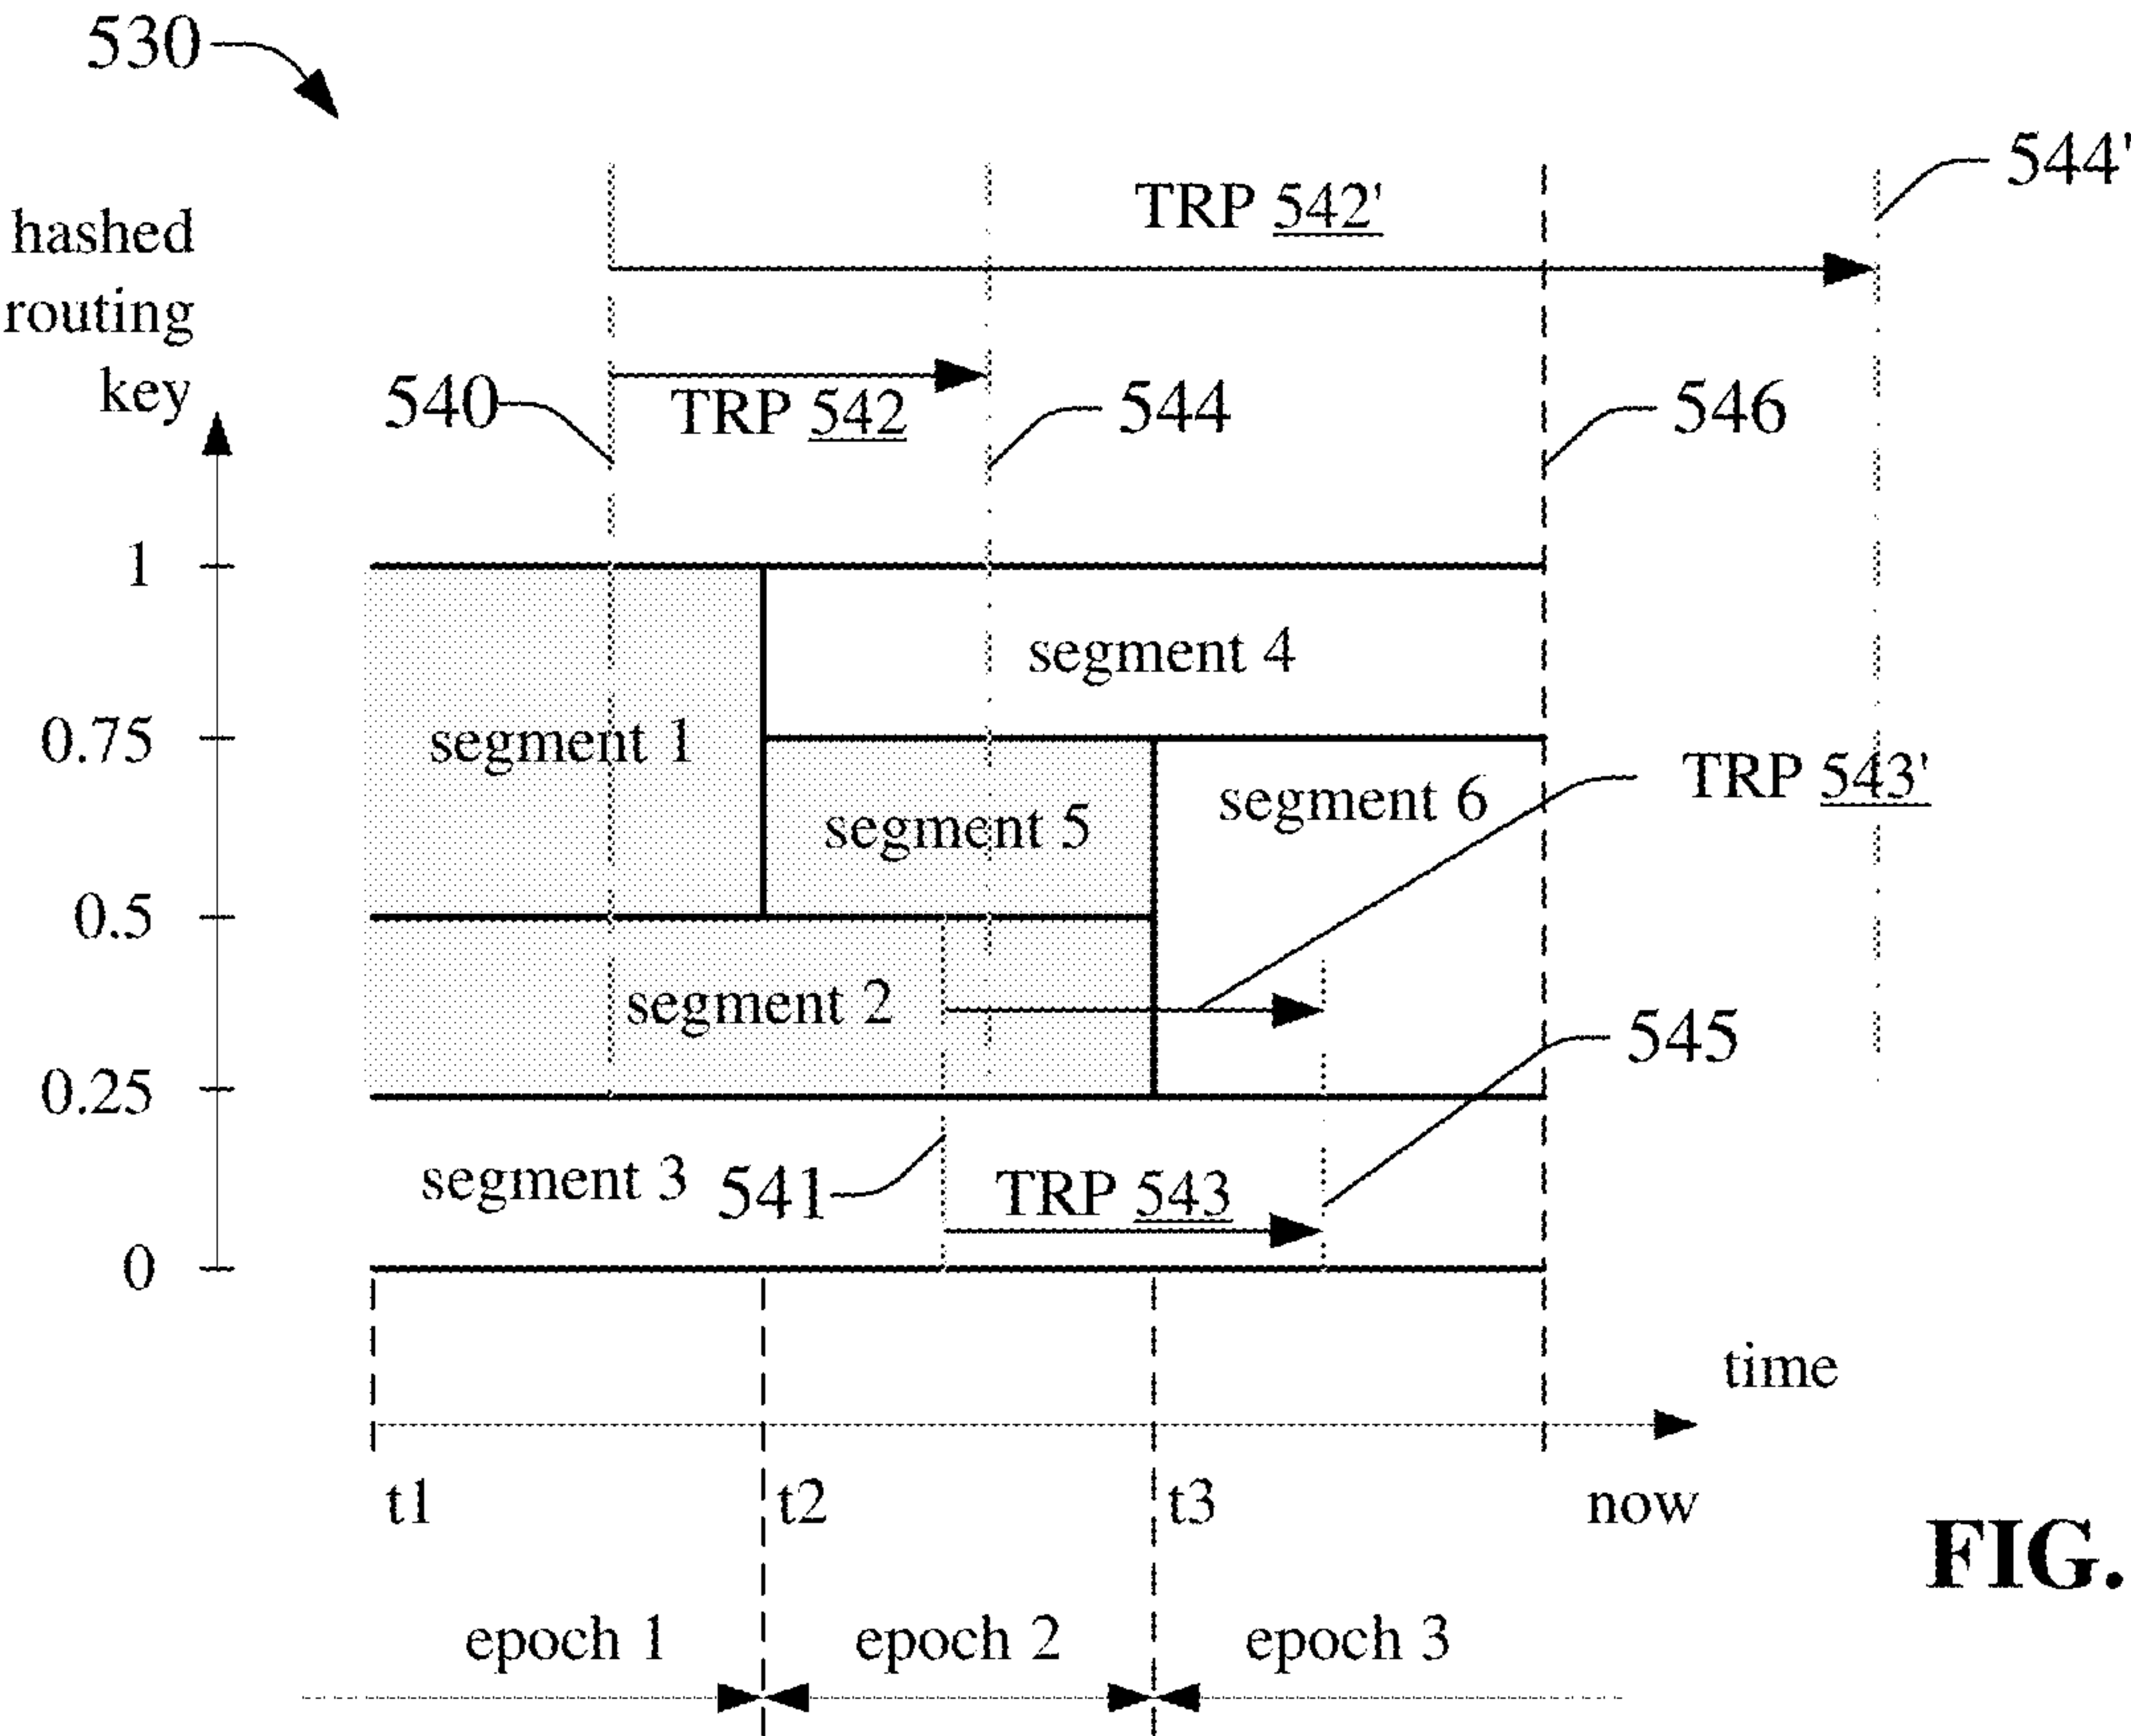 530
544'
TRP 542'
hashed
routing
key
540
TRP 542
544
546
1
segment 4
0.75
segment 1
TRP 543'
segment 6
segment 5
0.5
segment 2
545
0.25
segment 3
541
TRP 543
0
time
t1
t2
t3
now
FIG.
epoch 1
epoch 2
epoch 3